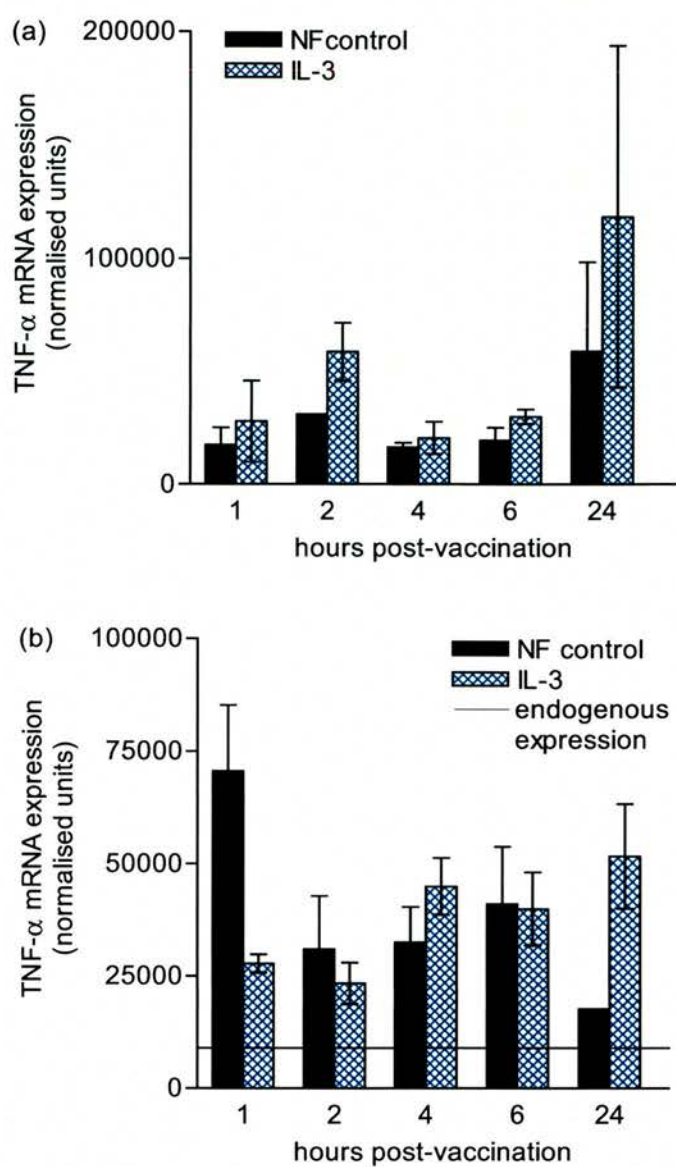 (a)
200000
100000
0
TNF-α mRNA expression
(normalised units)
NFcontrol
IL-3
1 2 4 6 24
hours post-vaccination
(b)
100000
75000
50000
25000
0
TNF-α mRNA expression
(normalised units)
NF control
IL-3
endogenous
expression
1 2 4 6 24
hours post-vaccination